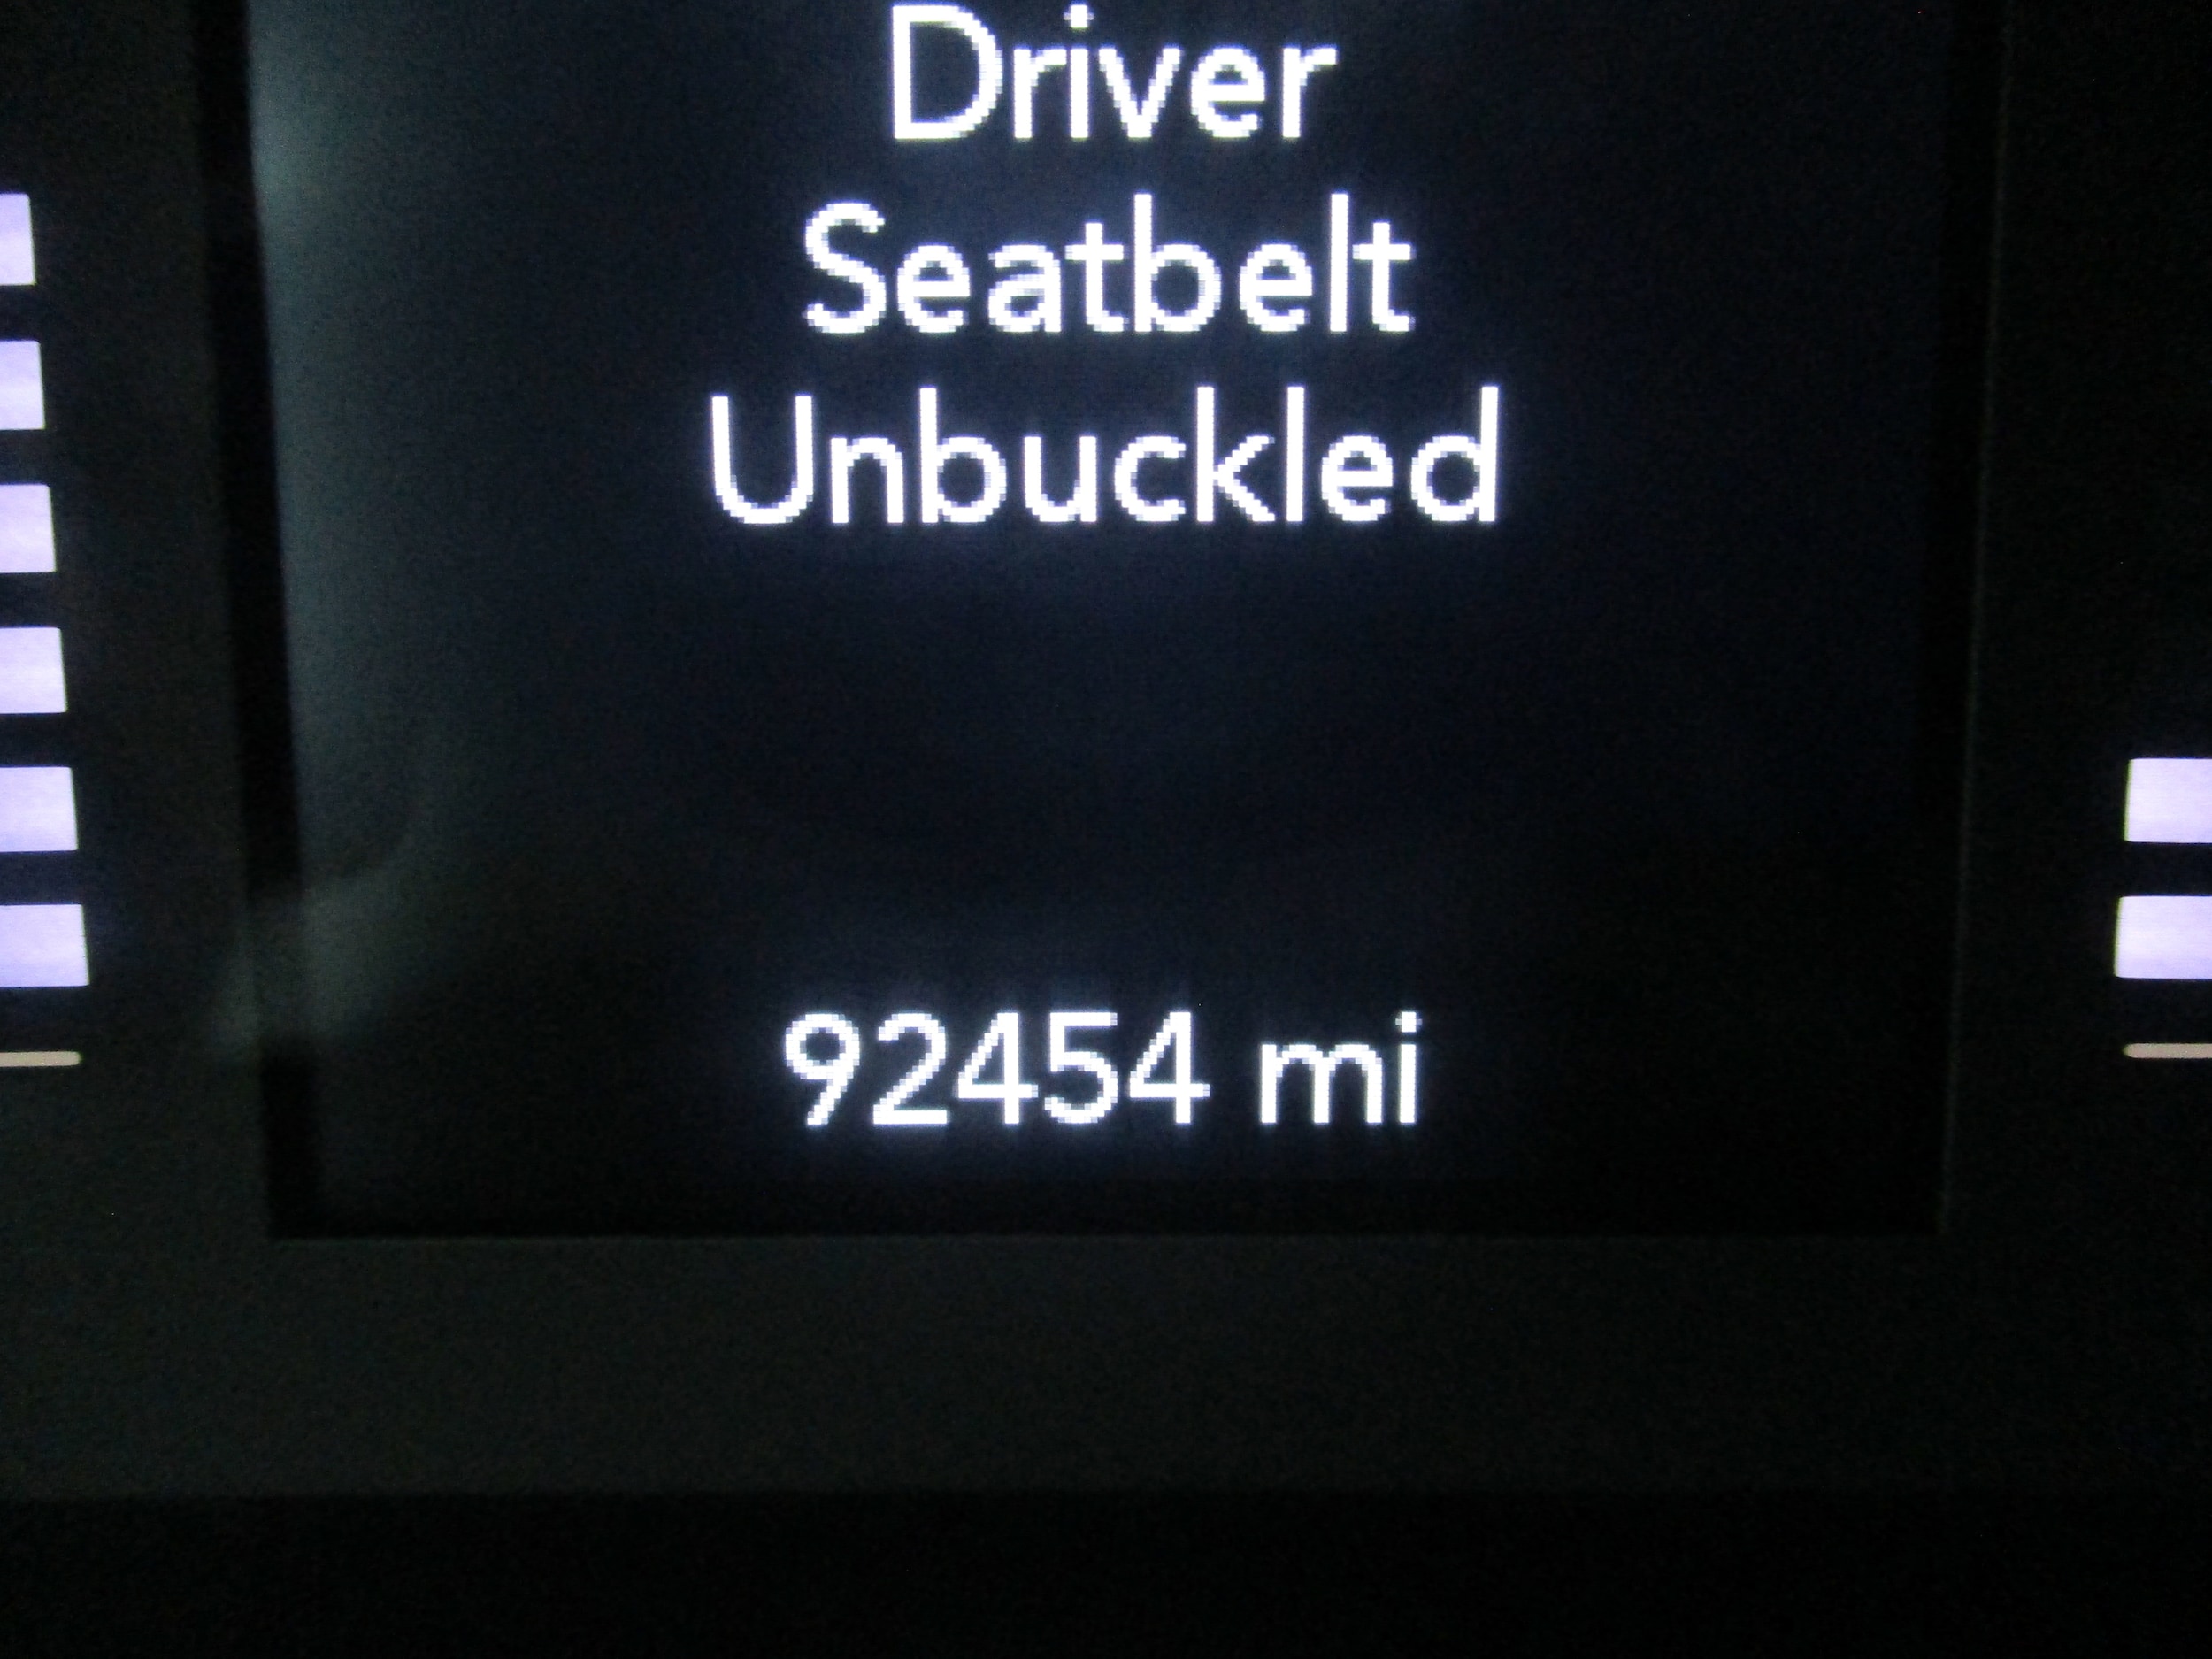 Driver
Seatbelt
Unbuckled
92454 mi